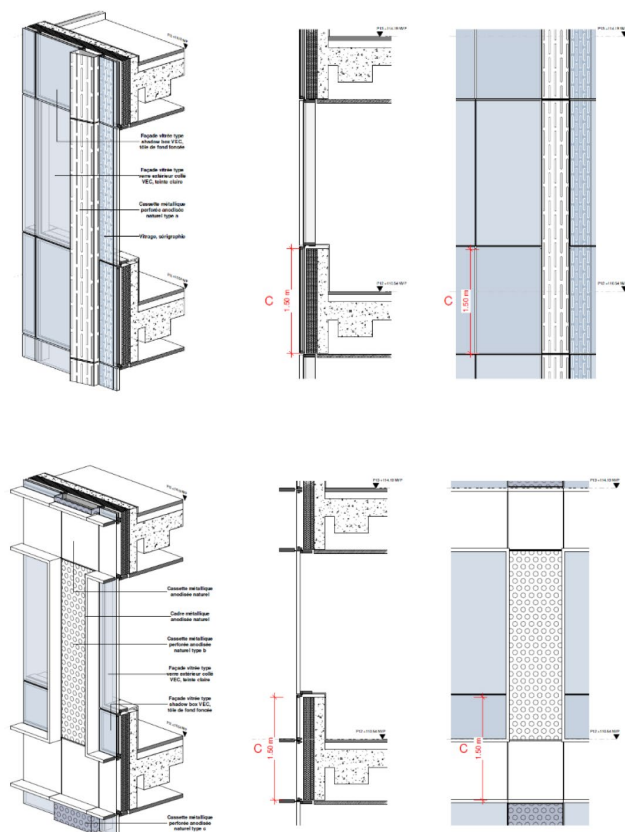 Façade vitrée type
shadow box VEC,
tôle de fond foncée
Façade vitrée type
verre extérieur collé
VEC, teinte claire
Cassette métallique
perforée anodisée
naturel type a
Vitrage, sérigraphie
C
1.50 m
C
1.50 m
Cassette métallique
anodisée naturel
Cadre métallique
anodisée naturel
Cassette métallique
perforée anodisée
naturel type b
Façade vitrée type
verre extérieur collé
VEC, teinte claire
Façade vitrée type
shadow box VEC,
tôle de fond foncée
Cassette métallique
perforée anodisée
naturel type c
C
1.50 m
C
1.50 m